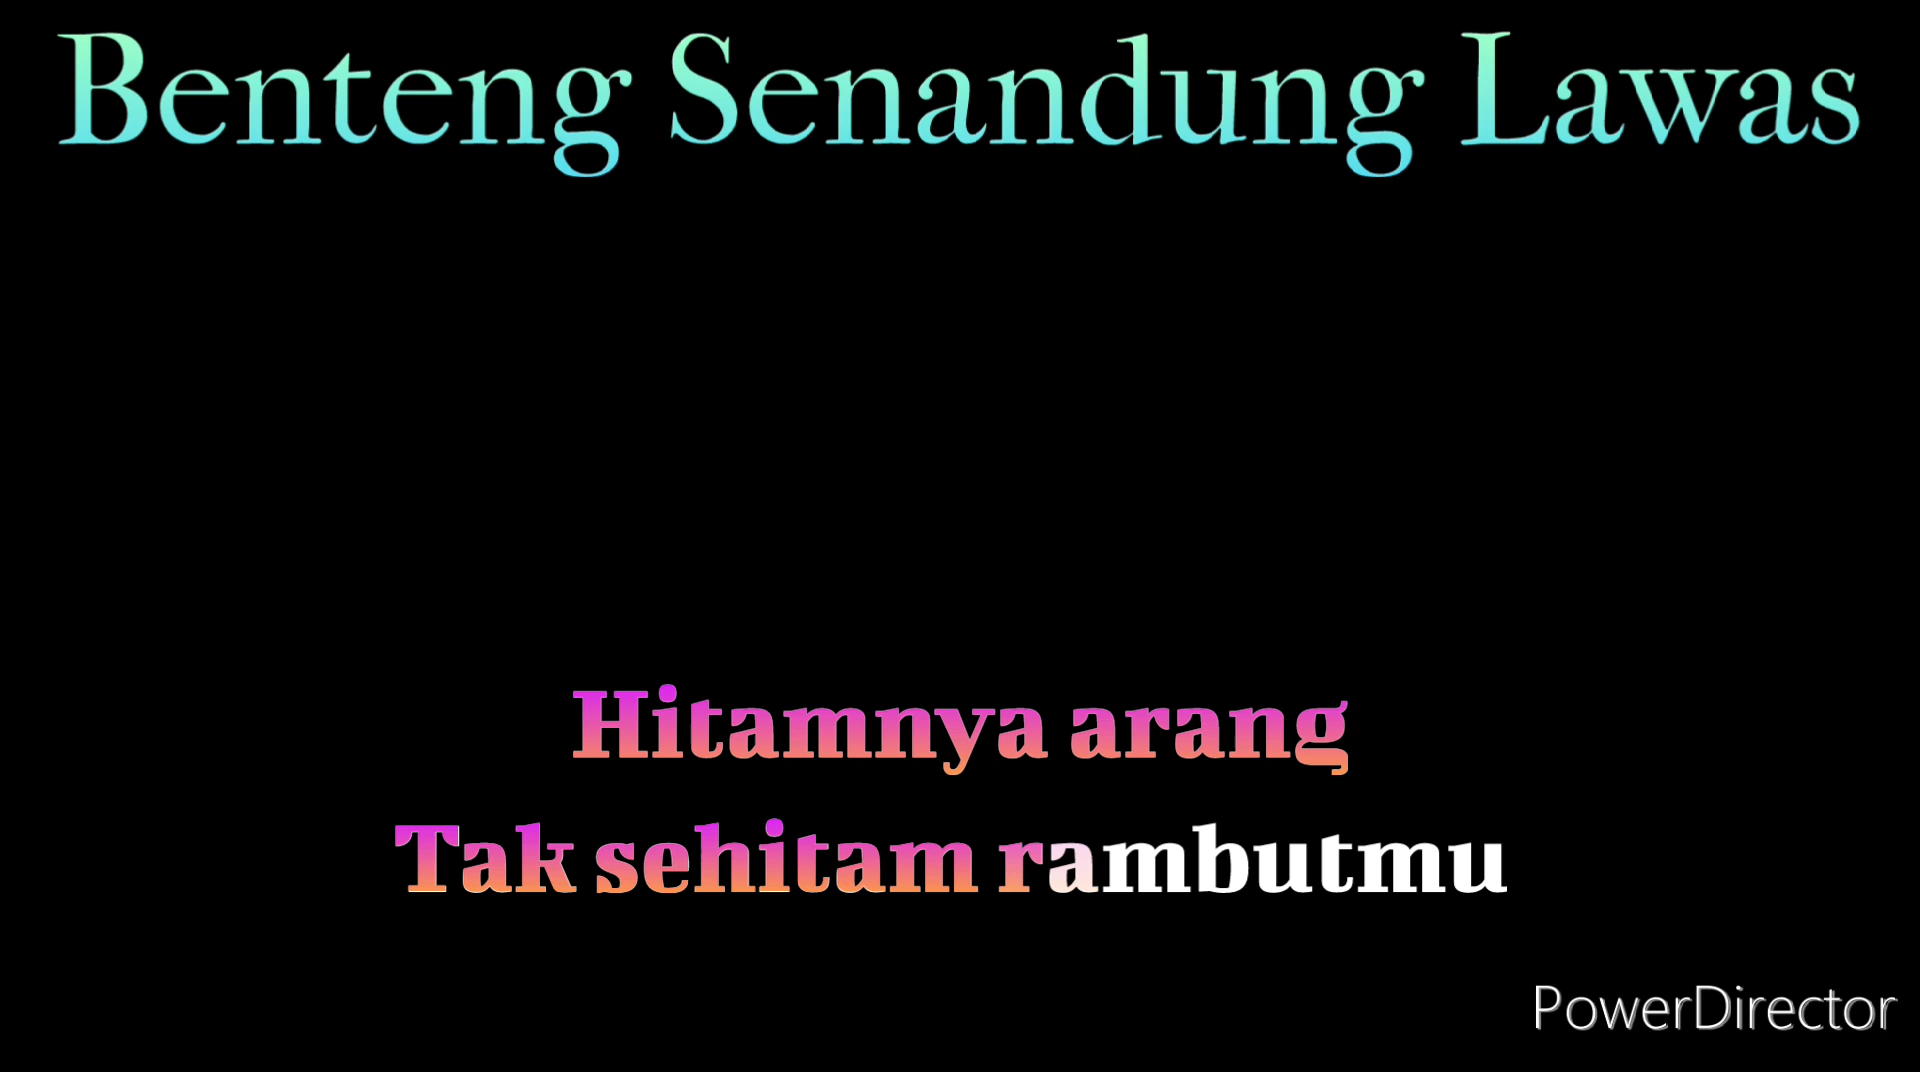 Benteng Senandung Lawas
Hitamnya arang
Tak sehitam rambutmu
PowerDirector